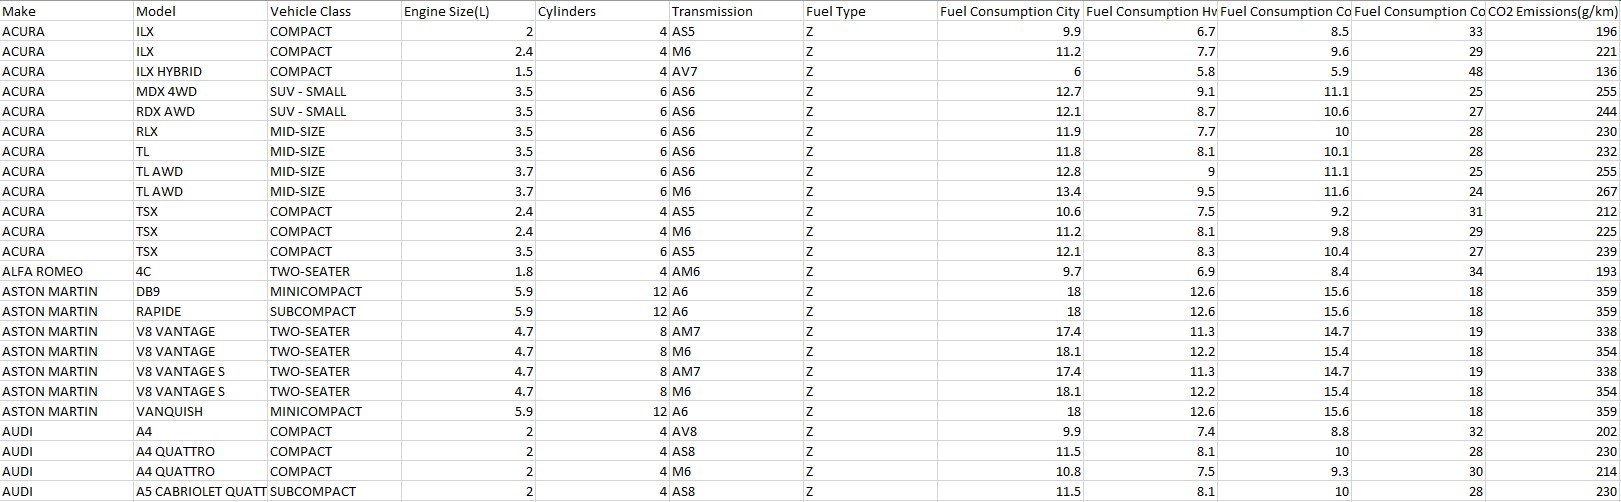 Make Model Vehicle Class Engine Size(L) Cylinders Transmission Fuel Type Fuel Consumption City Fuel Consumption Hw Fuel Consumption Co Fuel Consumption Co CO2 Emissions(g/km)
ACURA ILX COMPACT 2 4 AS5 Z 9.9 6.7 8.5 33 196
ACURA ILX COMPACT 2.4 4 M6 Z 11.2 7.7 9.6 29 221
ACURA ILX HYBRID COMPACT 1.5 4 AV7 Z 6 5.8 5.9 48 136
ACURA MDX 4WD SUV - SMALL 3.5 6 AS6 Z 12.7 9.1 11.1 25 255
ACURA RDX AWD SUV - SMALL 3.5 6 AS6 Z 12.1 8.7 10.6 27 244
ACURA RLX MID-SIZE 3.5 6 AS6 Z 11.9 7.7 10 28 230
ACURA TL MID-SIZE 3.5 6 AS6 Z 11.8 8.1 10.1 28 232
ACURA TL AWD MID-SIZE 3.7 6 AS6 Z 12.8 9 11.1 25 255
ACURA TL AWD MID-SIZE 3.7 6 M6 Z 13.4 9.5 11.6 24 267
ACURA TSX COMPACT 2.4 4 AS5 Z 10.6 7.5 9.2 31 212
ACURA TSX COMPACT 2.4 4 M6 Z 11.2 8.1 9.8 29 225
ACURA TSX COMPACT 3.5 6 AS5 Z 12.1 8.3 10.4 27 239
ALFA ROMEO 4C TWO-SEATER 1.8 4 AM6 Z 9.7 6.9 8.4 34 193
ASTON MARTIN DB9 MINICOMPACT 5.9 12 A6 Z 18 12.6 15.6 18 359
ASTON MARTIN RAPIDE SUBCOMPACT 5.9 12 A6 Z 18 12.6 15.6 18 359
ASTON MARTIN V8 VANTAGE TWO-SEATER 4.7 8 AM7 Z 17.4 11.3 14.7 19 338
ASTON MARTIN V8 VANTAGE TWO-SEATER 4.7 8 M6 Z 18.1 12.2 15.4 18 354
ASTON MARTIN V8 VANTAGE S TWO-SEATER 4.7 8 AM7 Z 17.4 11.3 14.7 19 338
ASTON MARTIN V8 VANTAGE S TWO-SEATER 4.7 8 M6 Z 18.1 12.2 15.4 18 354
ASTON MARTIN VANQUISH MINICOMPACT 5.9 12 A6 Z 18 12.6 15.6 18 359
AUDI A4 COMPACT 2 4 AV8 Z 9.9 7.4 8.8 32 202
AUDI A4 QUATTRO COMPACT 2 4 AS8 Z 11.5 8.1 10 28 230
AUDI A4 QUATTRO COMPACT 2 4 M6 Z 10.8 7.5 9.3 30 214
AUDI A5 CABRIOLET QUATT SUBCOMPACT 2 4 AS8 Z 11.5 8.1 10 28 230